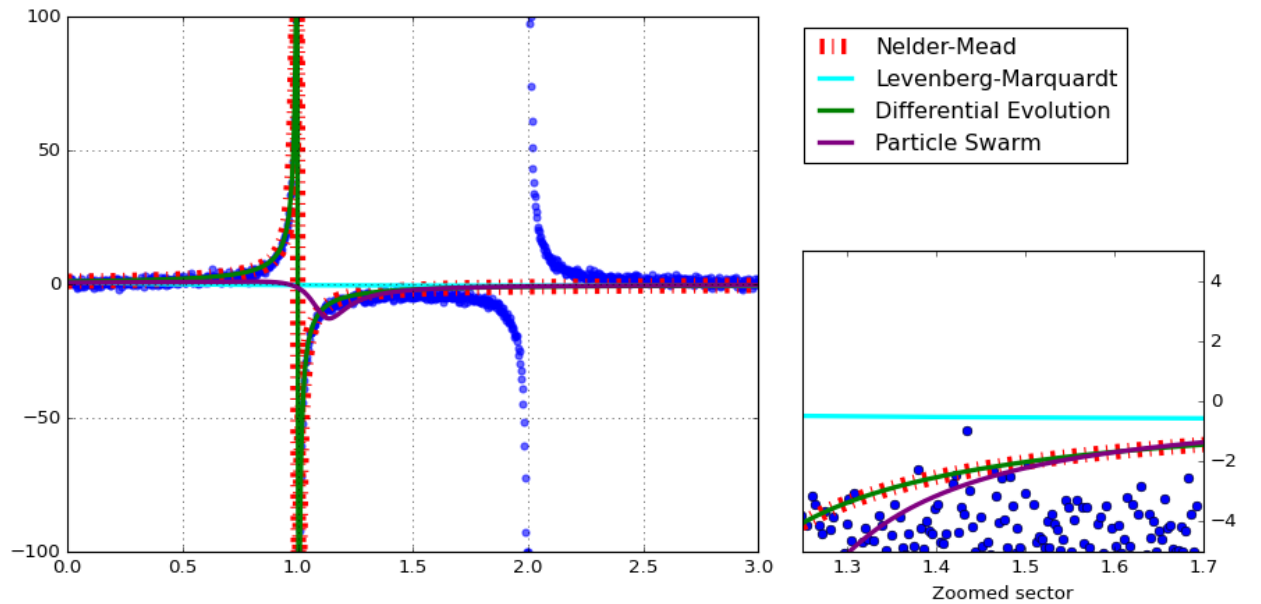 100
50
0
−50
−100
0.0 0.5 1.0 1.5 2.0 2.5 3.0
Nelder-Mead
Levenberg-Marquardt
Differential Evolution
Particle Swarm
4
2
0
−2
−4
1.3 1.4 1.5 1.6 1.7
Zoomed sector